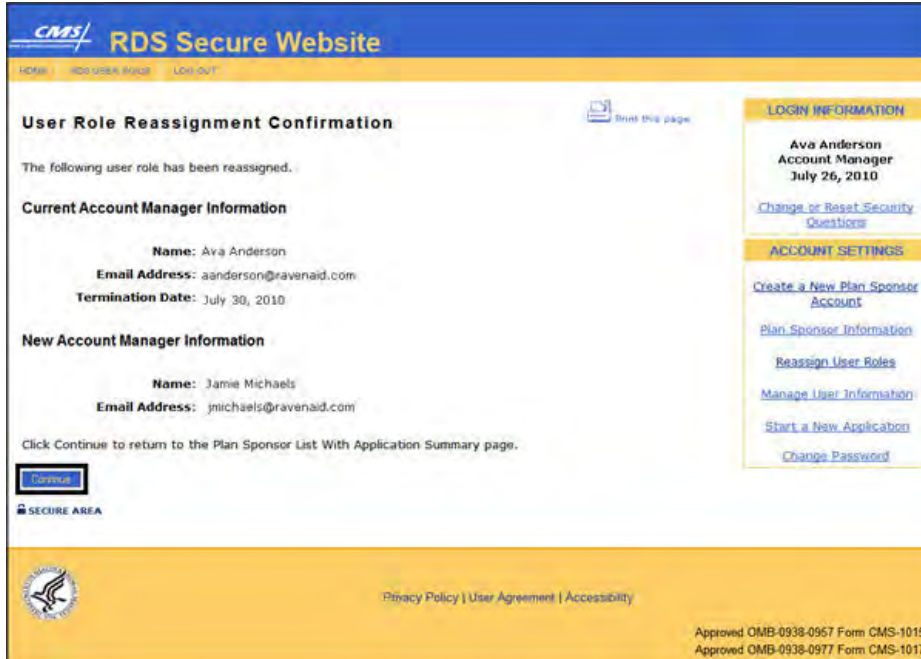 CMS/ RDS Secure Website
HOME RDS USER GUIDE LOG OUT
User Role Reassignment Confirmation
Print this page
The following user role has been reassigned.
Current Account Manager Information
Name: Ava Anderson
Email Address: aanderson@ravenaid.com
Termination Date: July 30, 2010
New Account Manager Information
Name: Jamie Michaels
Email Address: jmichaels@ravenaid.com
Click Continue to return to the Plan Sponsor List With Application Summary page.
Continue
SECURE AREA
LOGIN INFORMATION
Ava Anderson
Account Manager
July 26, 2010
Change or Reset Security
Questions
ACCOUNT SETTINGS
Create a New Plan Sponsor
Account
Plan Sponsor Information
Reassign User Roles
Manage User Information
Start a New Application
Change Password
Privacy Policy | User Agreement | Accessibility
Approved OMB-0938-0957 Form CMS-1015
Approved OMB-0938-0977 Form CMS-1017